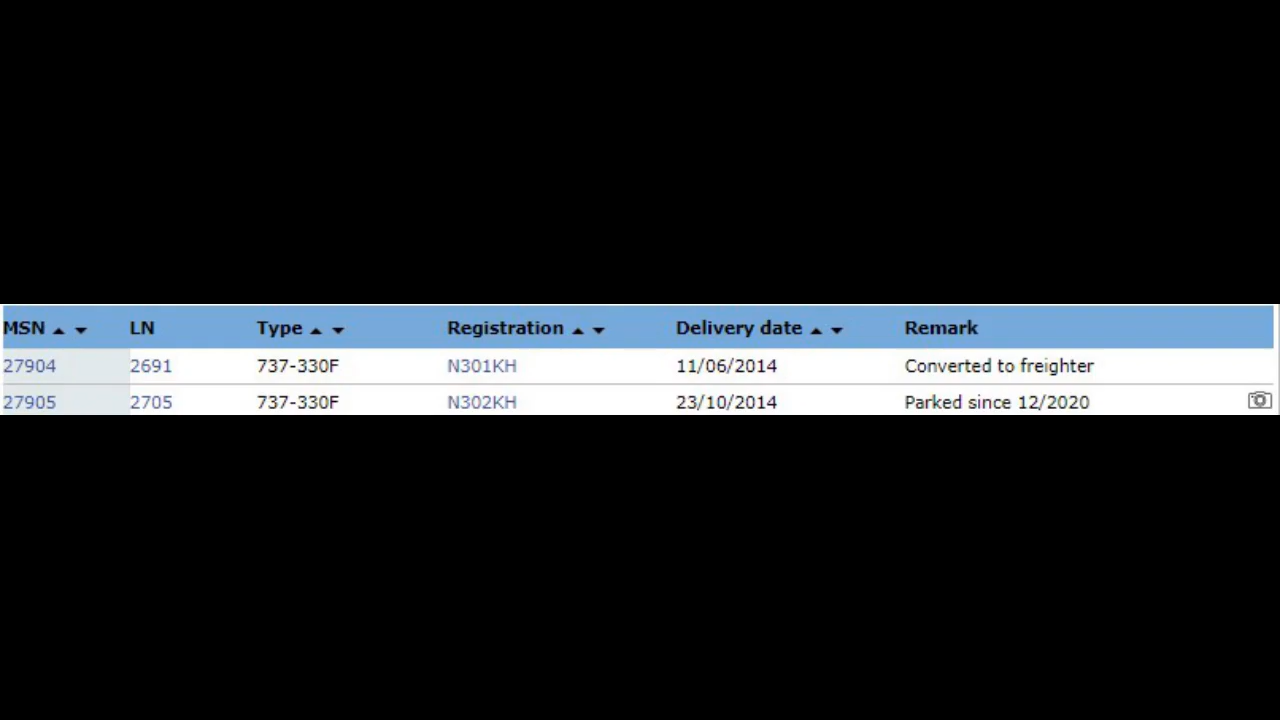 MSN LN Type Registration Delivery date Remark
27904 2691 737-330F N301KH 11/06/2014 Converted to freighter
27905 2705 737-330F N302KH 23/10/2014 Parked since 12/2020